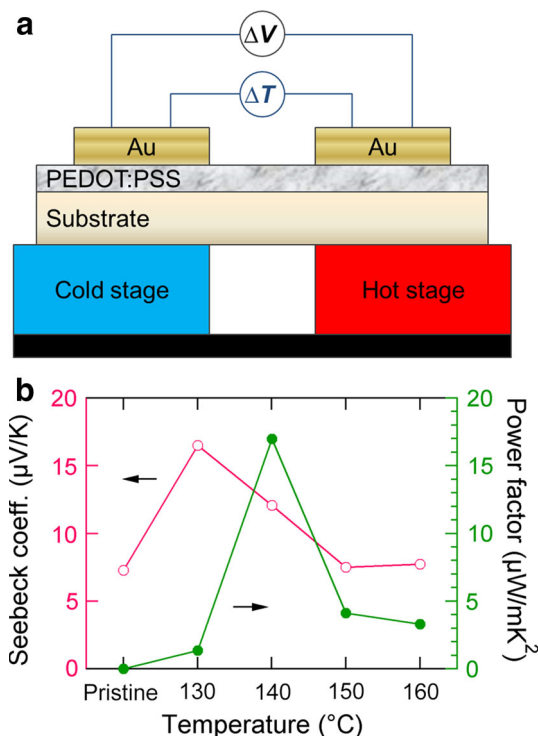 a
ΔV
ΔT
Au Au
PEDOT:PSS
Substrate
Cold stage Hot stage
b
20 20
15 15
10 10
5 5
0 0
Seebeck coeff. (µV/K)
Power factor (µW/mK²)
Pristine 130 140 150 160
Temperature (°C)